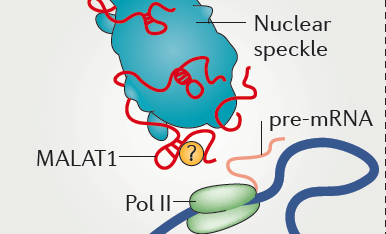 Nuclear
speckle
pre-mRNA
MALAT1
?
Pol II